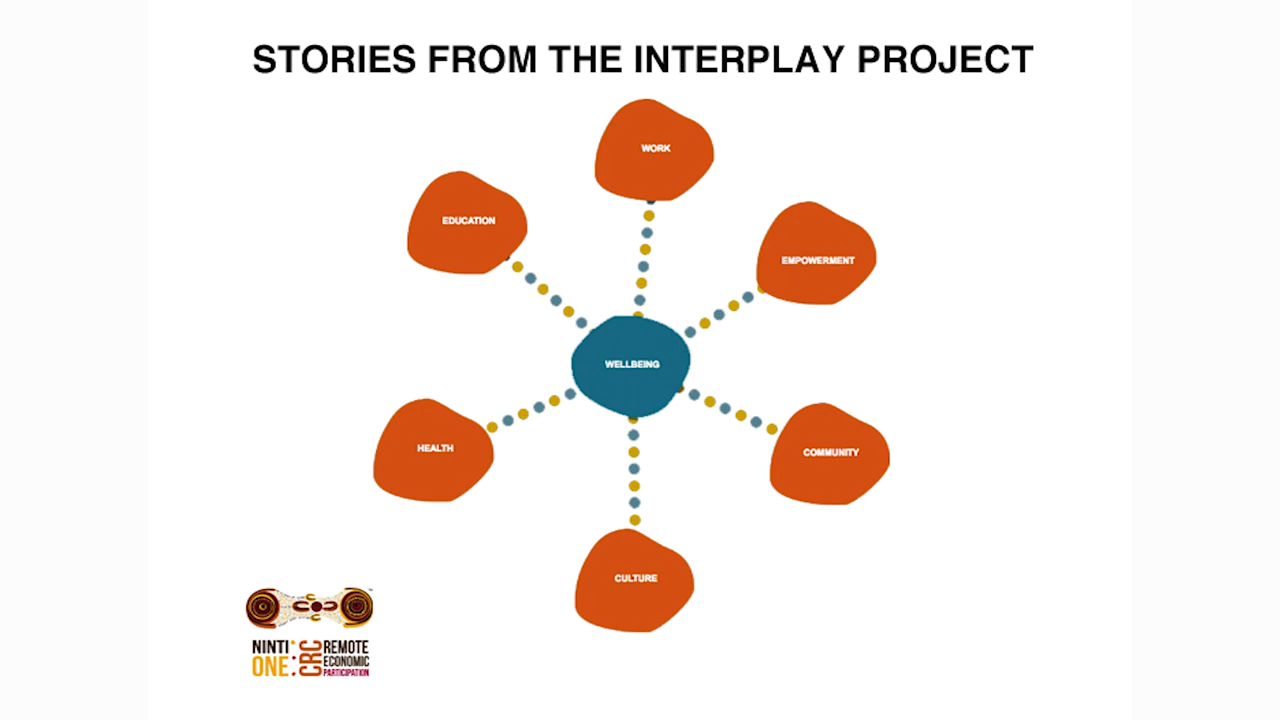 STORIES FROM THE INTERPLAY PROJECT
WORK
EDUCATION
EMPOWERMENT
WELLBEING
HEALTH
COMMUNITY
CULTURE
NINTI ONE
CRC
REMOTE
ECONOMIC
PARTICIPATION